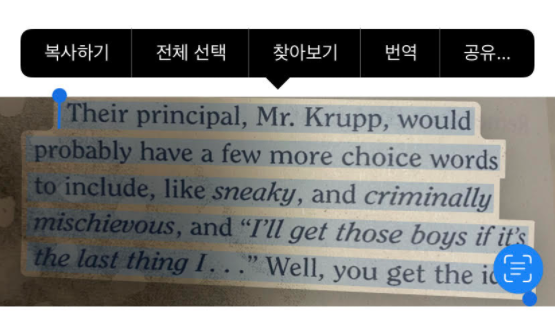 복사하기 전체 선택 찾아보기 번역 공유...
Their principal, Mr. Krupp, would
probably have a few more choice words
to include, like sneaky, and criminally
mischievous, and “I’ll get those boys if it’s
the last thing I . . .” Well, you get the